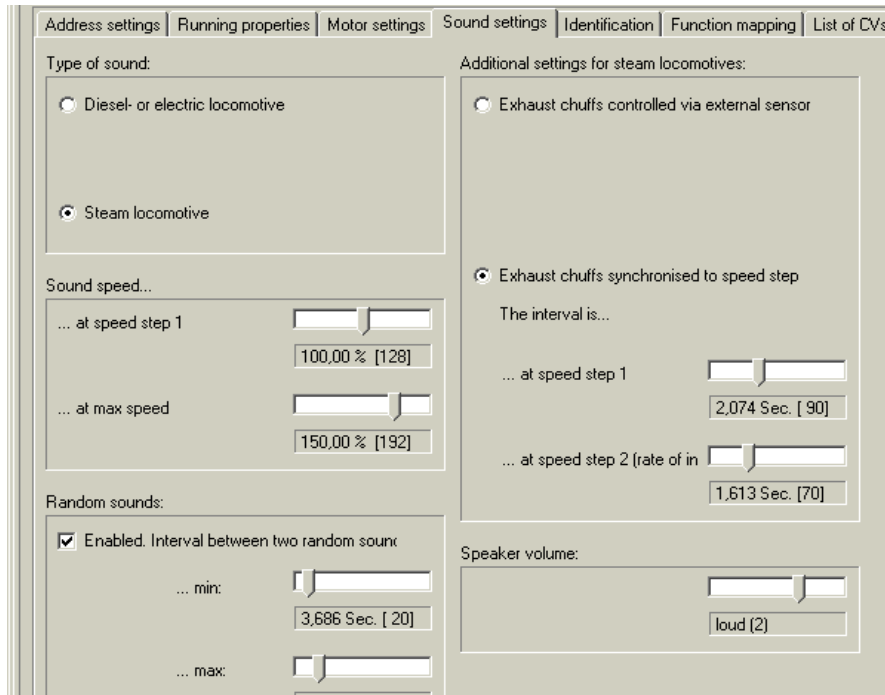 Address settings Running properties Motor settings Sound settings Identification Function mapping List of CVs
Type of sound:
Diesel- or electric locomotive
Steam locomotive
Sound speed...
... at speed step 1
100,00 % [128]
... at max speed
150,00 % [192]
Random sounds:
Enabled. Interval between two random sound
... min:
3,686 Sec. [ 20]
... max:
Additional settings for steam locomotives:
Exhaust chuffs controlled via external sensor
Exhaust chuffs synchronised to speed step
The interval is...
... at speed step 1
2,074 Sec. [ 90]
... at speed step 2 (rate of in
1,613 Sec. [70]
Speaker volume:
loud (2)